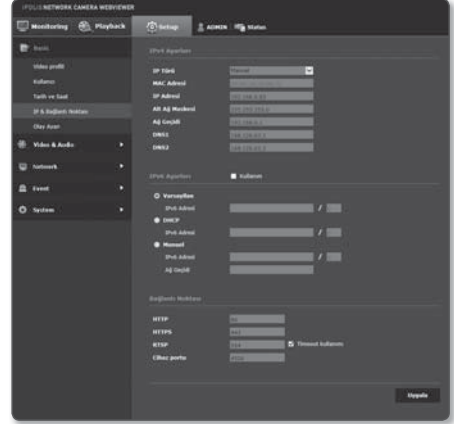 iPOLiS NETWORK CAMERA WEBVIEWER
Monitoring
Playback
Setup
ADMIN
Status
Basic
Video profili
Kullanıcı
Tarih ve Saat
IP & Bağlantı Noktası
Olay Ayarı
Video & Audio
Network
Event
System
IPv4 Ayarları
IP Türü Manuel
MAC Adresi
IP Adresi
Alt Ağ Maskesi
Ağ Geçidi
DNS1
DNS2
IPv6 Ayarları Kullanım
Varsayılan
IPv6 Adresi /
DHCP
IPv6 Adresi /
Manuel
IPv6 Adresi /
Ağ Geçidi
Bağlantı Noktası
HTTP
HTTPS
RTSP Timeout kullanımı
Cihaz portu
Uygula